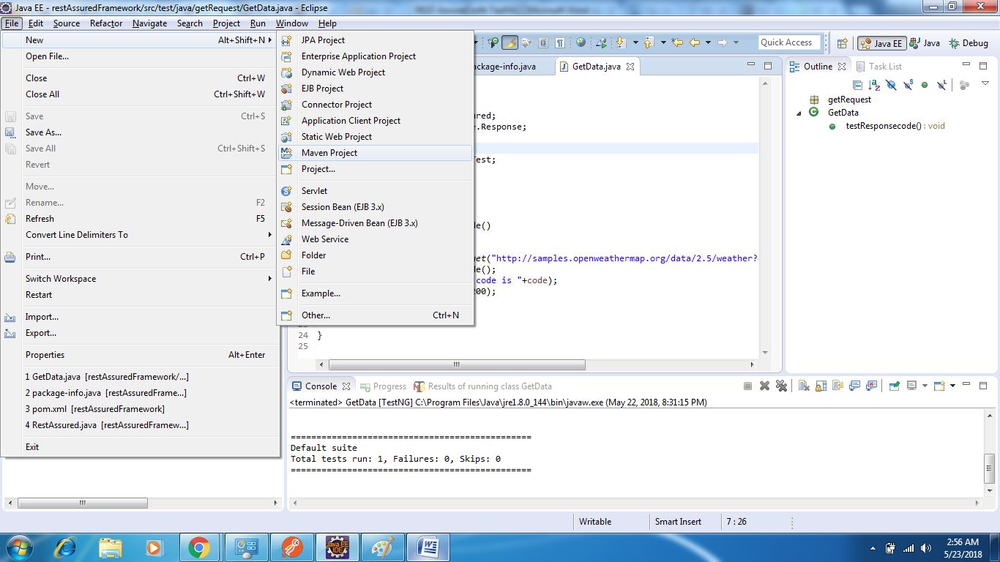 Java EE - restAssuredFramework/src/test/java/getRequest/GetData.java - Eclipse
File Edit Source Refactor Navigate Search Project Run Window Help
New Alt+Shift+N
Open File...
Close Ctrl+W
Close All Ctrl+Shift+W
Save Ctrl+S
Save As...
Save All Ctrl+Shift+S
Revert
Move...
Rename... F2
Refresh F5
Convert Line Delimiters To
Print... Ctrl+P
Switch Workspace
Restart
Import...
Export...
Properties Alt+Enter
1 GetData.java [restAssuredFramework/...]
2 package-info.java [restAssuredFrame...]
3 pom.xml [restAssuredFramework]
4 RestAssured.java [restAssuredFramew...]
Exit
JPA Project
Enterprise Application Project
Dynamic Web Project
EJB Project
Connector Project
Application Client Project
Static Web Project
Maven Project
Project...
Servlet
Session Bean (EJB 3.x)
Message-Driven Bean (EJB 3.x)
Web Service
Folder
File
Example...
Other... Ctrl+N
Quick Access
Java EE Java Debug
ackage-info.java GetData.java
ured;
e.Response;
Test;
de()
get("http://samples.openweathermap.org/data/2.5/weather?
de();
code is "+code);
200);
24 }
25
Outline Task List
getRequest
GetData
testResponsecode() : void
Console Progress Results of running class GetData
<terminated> GetData [TestNG] C:\Program Files\Java\jre1.8.0_144\bin\javaw.exe (May 22, 2018, 8:31:15 PM)
===============================================
Default suite
Total tests run: 1, Failures: 0, Skips: 0
===============================================
Writable Smart Insert 7 : 26
Java EE
IDE
2:56 AM
5/23/2018